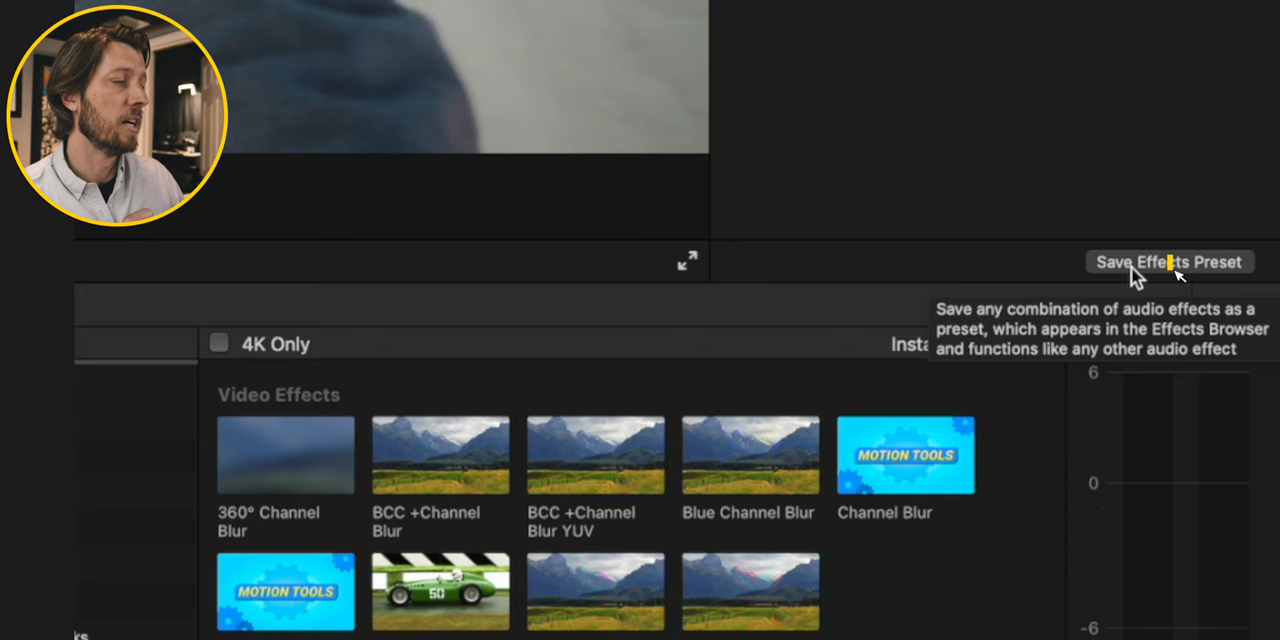 Save Effects Preset
Save any combination of audio effects as a
preset, which appears in the Effects Browser
and functions like any other audio effect
4K Only
Video Effects
MOTION TOOLS
360° Channel
Blur
BCC +Channel
Blur
BCC +Channel
Blur YUV
Blue Channel Blur
Channel Blur
MOTION TOOLS
50
6
0
-6